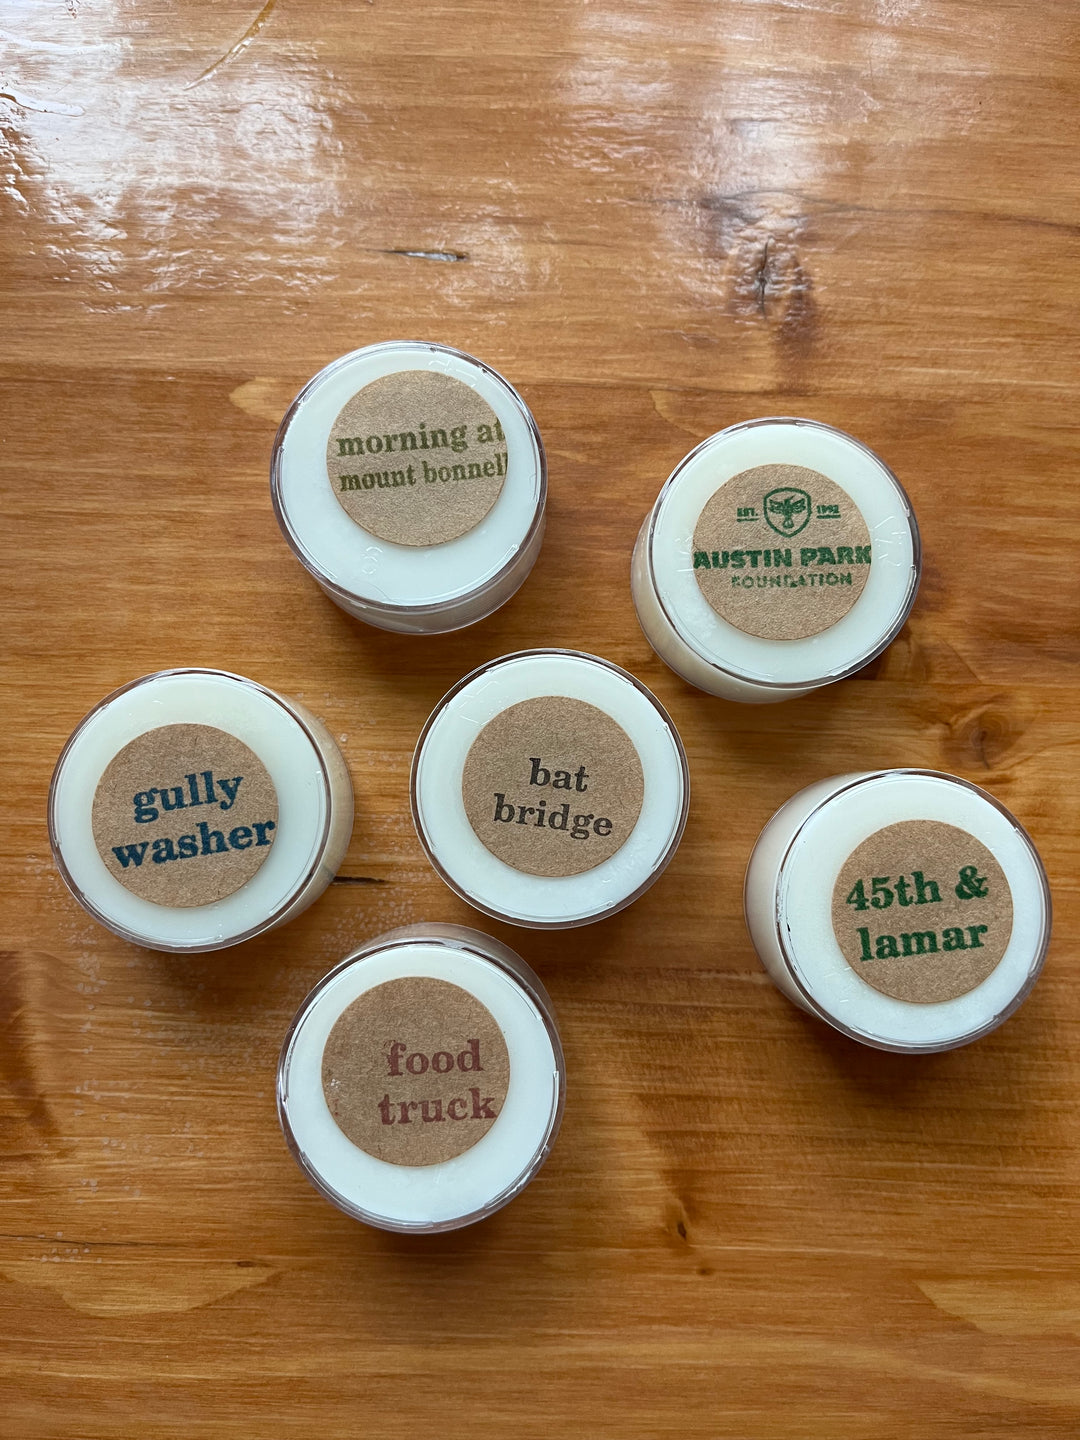 morning at
mount bonnell
EST. 1992
AUSTIN PARK
FOUNDATION
gully
washer
bat
bridge
45th &
lamar
food
truck